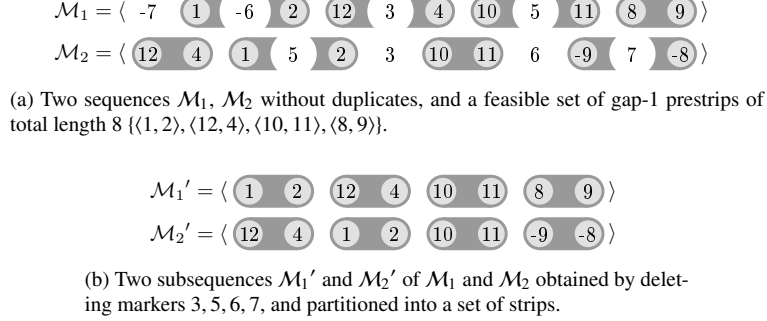 M₁ = ⟨ -7 1 -6 2 12 3 4 10 5 11 8 9 ⟩
M₂ = ⟨ 12 4 1 5 2 3 10 11 6 -9 7 -8 ⟩
(a) Two sequences M₁, M₂ without duplicates, and a feasible set of gap-1 prestrips of
total length 8 {⟨1, 2⟩, ⟨12, 4⟩, ⟨10, 11⟩, ⟨8, 9⟩}.
M₁′ = ⟨ 1 2 12 4 10 11 8 9 ⟩
M₂′ = ⟨ 12 4 1 2 10 11 -9 -8 ⟩
(b) Two subsequences M₁′ and M₂′ of M₁ and M₂ obtained by delet-
ing markers 3, 5, 6, 7, and partitioned into a set of strips.